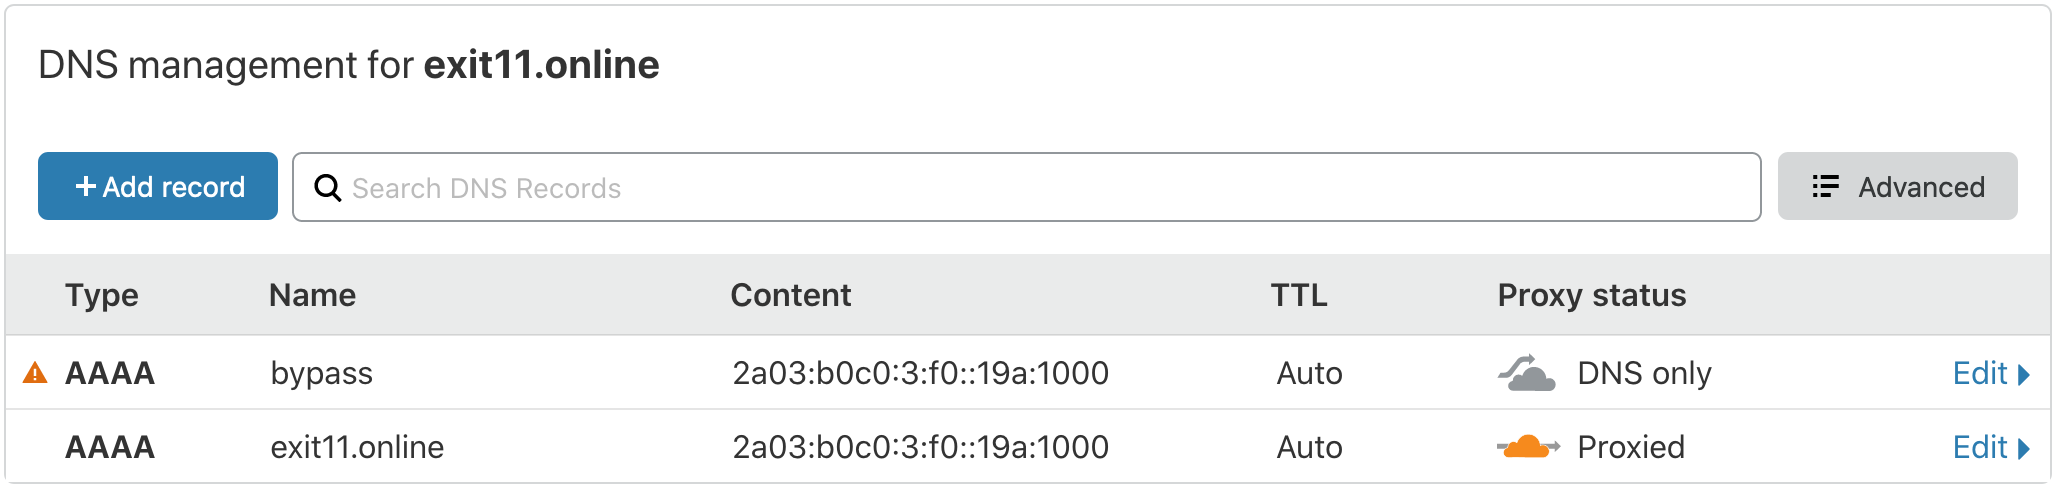 DNS management for exit11.online
+ Add record
Search DNS Records
Advanced
Type Name Content TTL Proxy status
AAAA bypass 2a03:b0c0:3:f0::19a:1000 Auto DNS only Edit
AAAA exit11.online 2a03:b0c0:3:f0::19a:1000 Auto Proxied Edit